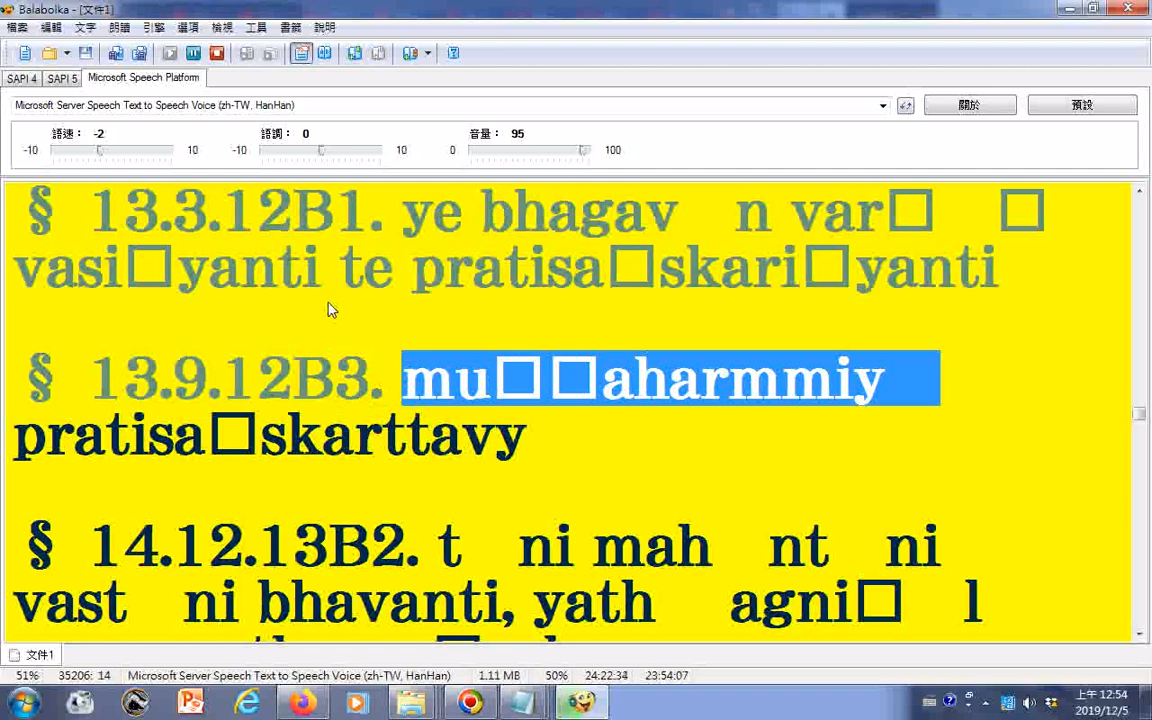 Balabolka - [文件1]
檔案 編輯 文字 朗讀 引擎 選項 檢視 工具 書籤 說明
SAPI 4 SAPI 5 Microsoft Speech Platform
Microsoft Server Speech Text to Speech Voice (zh-TW, HanHan) 關於 預設
語速： -2 語調： 0 音量： 95
-10 10 -10 10 0 100
§ 13.3.12B1. ye bhagav n var□ □
vasi□yanti te pratisa□skari□yanti
§ 13.9.12B3. mu□□aharmmiy
pratisa□skarttavy
§ 14.12.13B2. t ni mah nt ni
vast ni bhavanti, yath agni□ l
文件1
51% 35206: 14 Microsoft Server Speech Text to Speech Voice (zh-TW, HanHan) 1.11 MB 50% 24:22:34 23:54:07
上午 12:54
2019/12/5